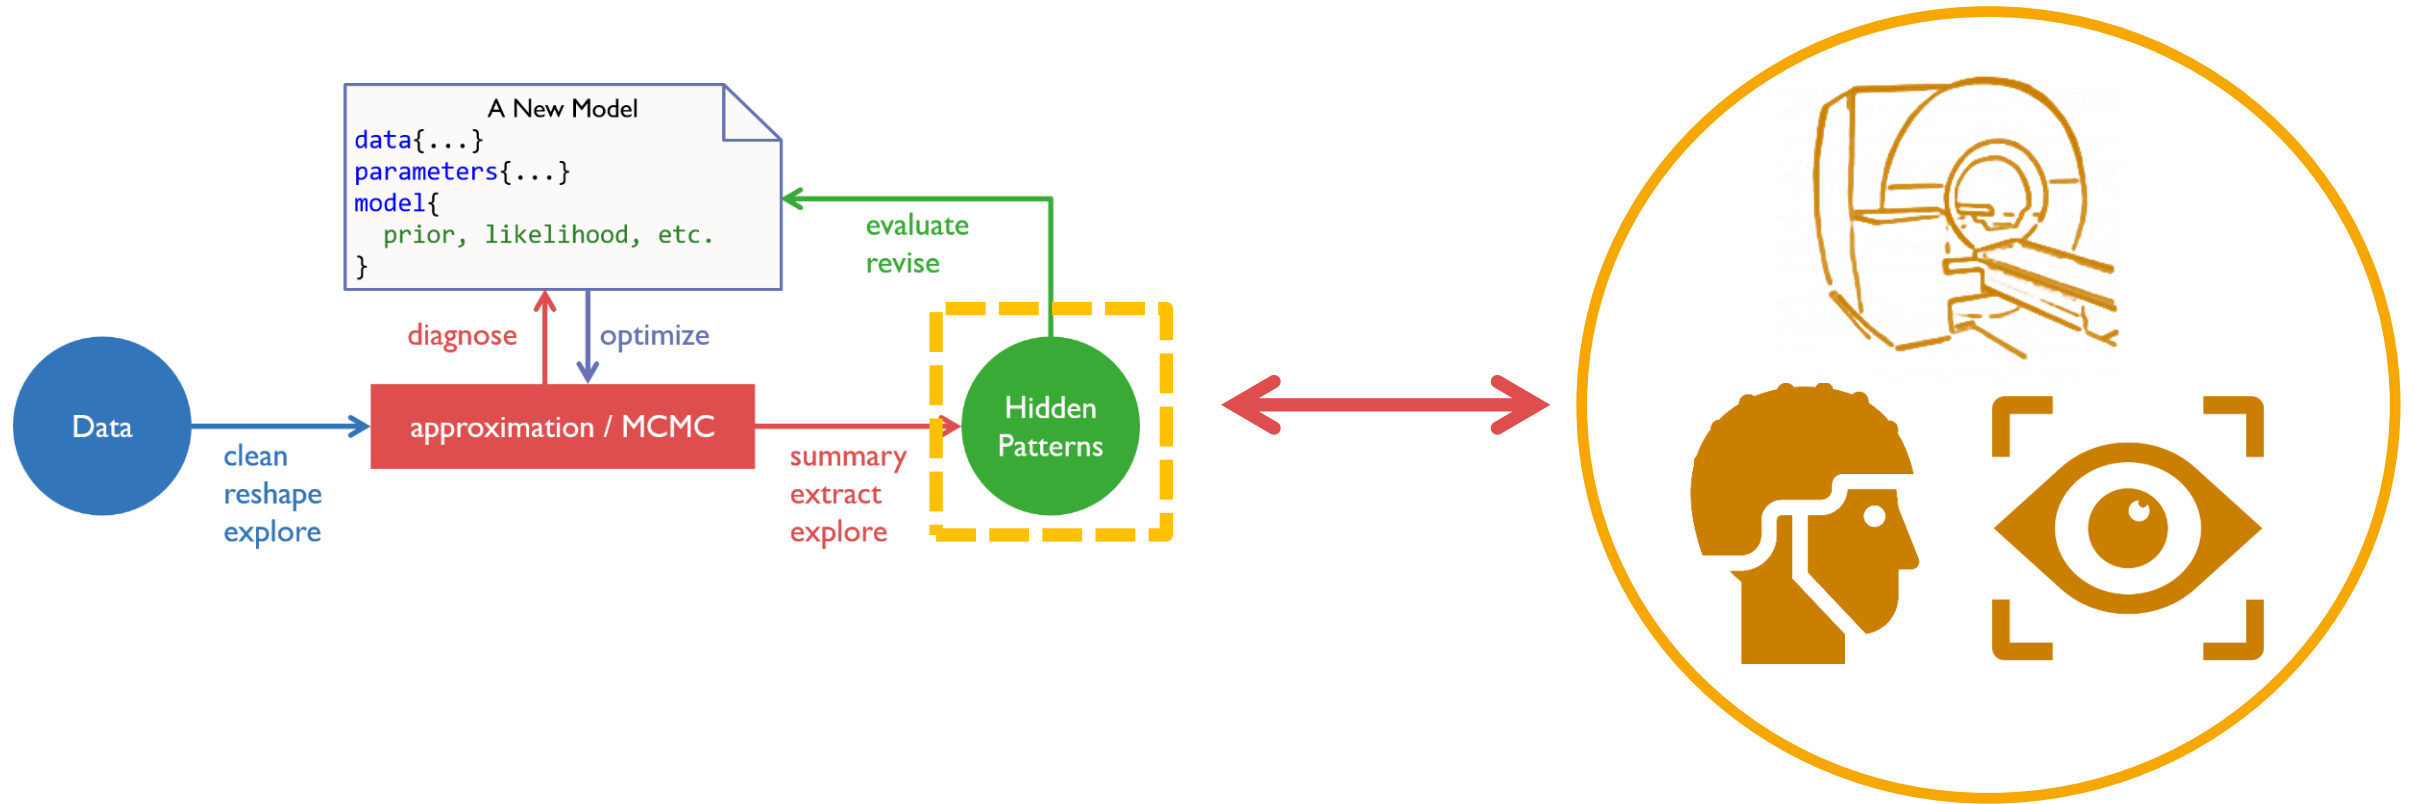 A New Model
data{...}
parameters{...}
model{
prior, likelihood, etc.
}
evaluate
revise
diagnose
optimize
Data
clean
reshape
explore
approximation / MCMC
summary
extract
explore
Hidden
Patterns